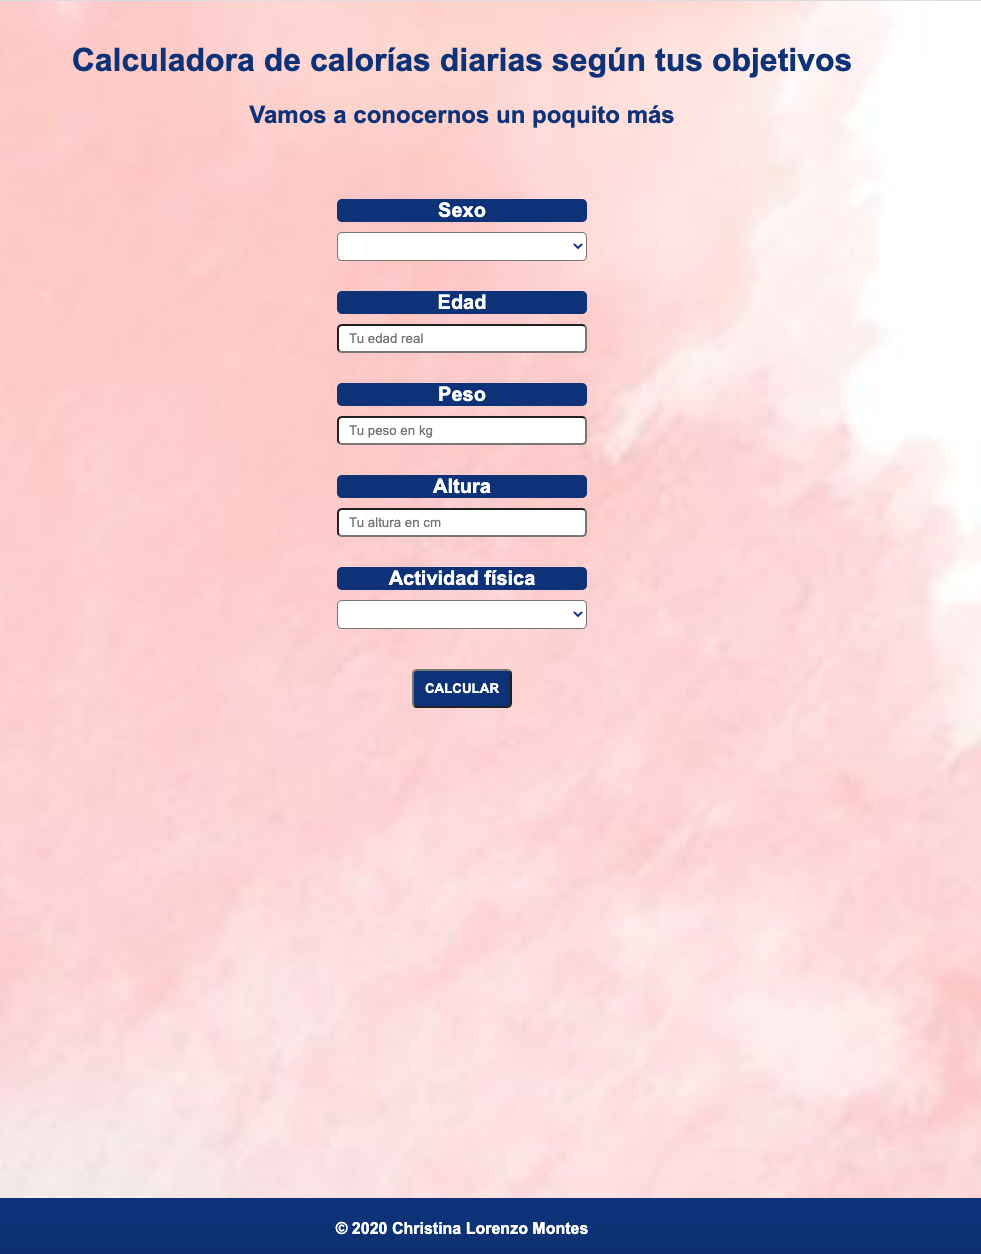 Calculadora de calorías diarias según tus objetivos
Vamos a conocernos un poquito más
Sexo
Edad
Tu edad real
Peso
Tu peso en kg
Altura
Tu altura en cm
Actividad física
CALCULAR
© 2020 Christina Lorenzo Montes